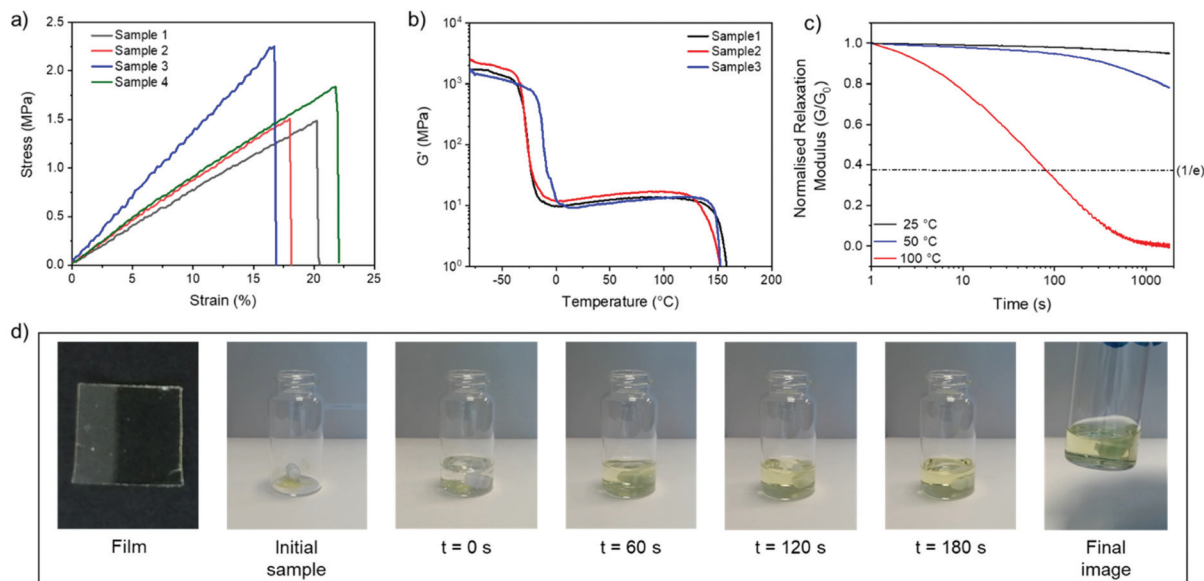 a)
3.0
2.5
2.0
1.5
1.0
0.5
0.0
Stress (MPa)
Sample 1
Sample 2
Sample 3
Sample 4
0 5 10 15 20 25
Strain (%)
b)
10⁴
10³
10²
10¹
10⁰
G' (MPa)
Sample1
Sample2
Sample3
-50 0 50 100 150 200
Temperature (°C)
c)
1.0
0.8
0.6
0.4
0.2
0.0
Normalised Relaxation
Modulus (G/G₀)
(1/e)
25 °C
50 °C
100 °C
1 10 100 1000
Time (s)
d)
Film
Initial
sample
t = 0 s
t = 60 s
t = 120 s
t = 180 s
Final
image